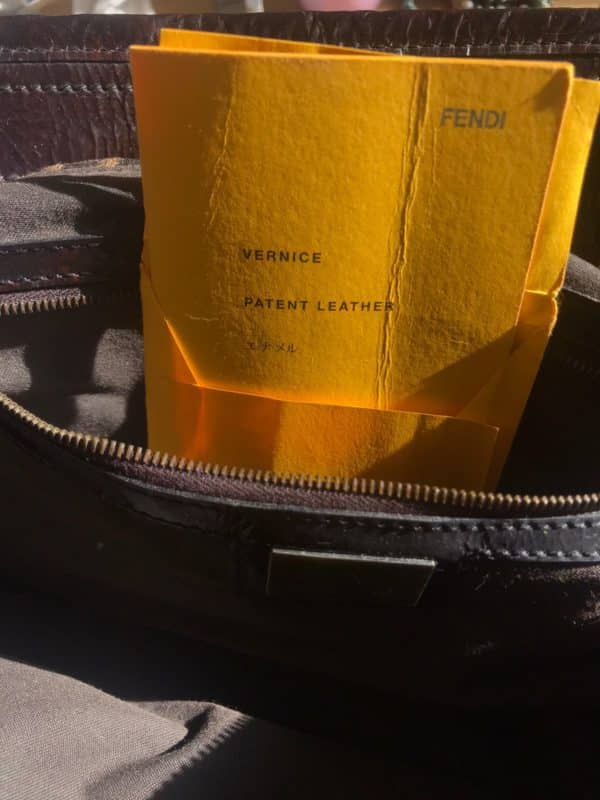 FENDI
VERNICE
PATENT LEATHER
エナメル